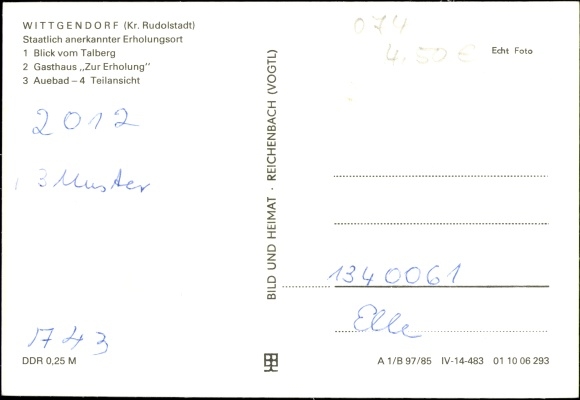 WITTGENDORF (Kr. Rudolstadt)
Staatlich anerkannter Erholungsort
1 Blick vom Talberg
2 Gasthaus „Zur Erholung"
3 Auebad – 4 Teilansicht
074
4.50 €
Echt Foto
2012
3 Muster
1743
DDR 0,25 M
BILD UND HEIMAT · REICHENBACH (VOGTL)
1340061
Elle
A 1/B 97/85 IV-14-483 01 10 06 293